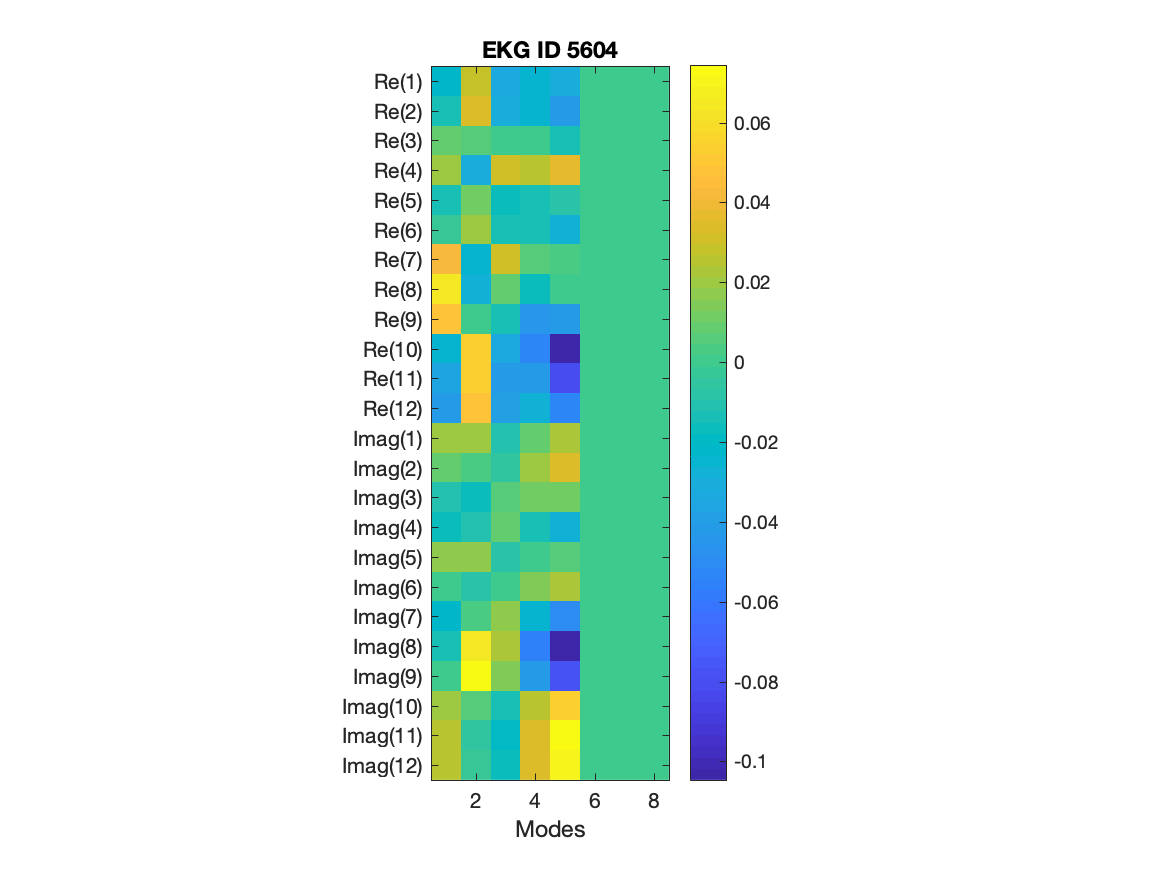 EKG ID 5604
Re(1)
Re(2)
Re(3)
Re(4)
Re(5)
Re(6)
Re(7)
Re(8)
Re(9)
Re(10)
Re(11)
Re(12)
Imag(1)
Imag(2)
Imag(3)
Imag(4)
Imag(5)
Imag(6)
Imag(7)
Imag(8)
Imag(9)
Imag(10)
Imag(11)
Imag(12)
2 4 6 8
Modes
0.06
0.04
0.02
0
-0.02
-0.04
-0.06
-0.08
-0.1